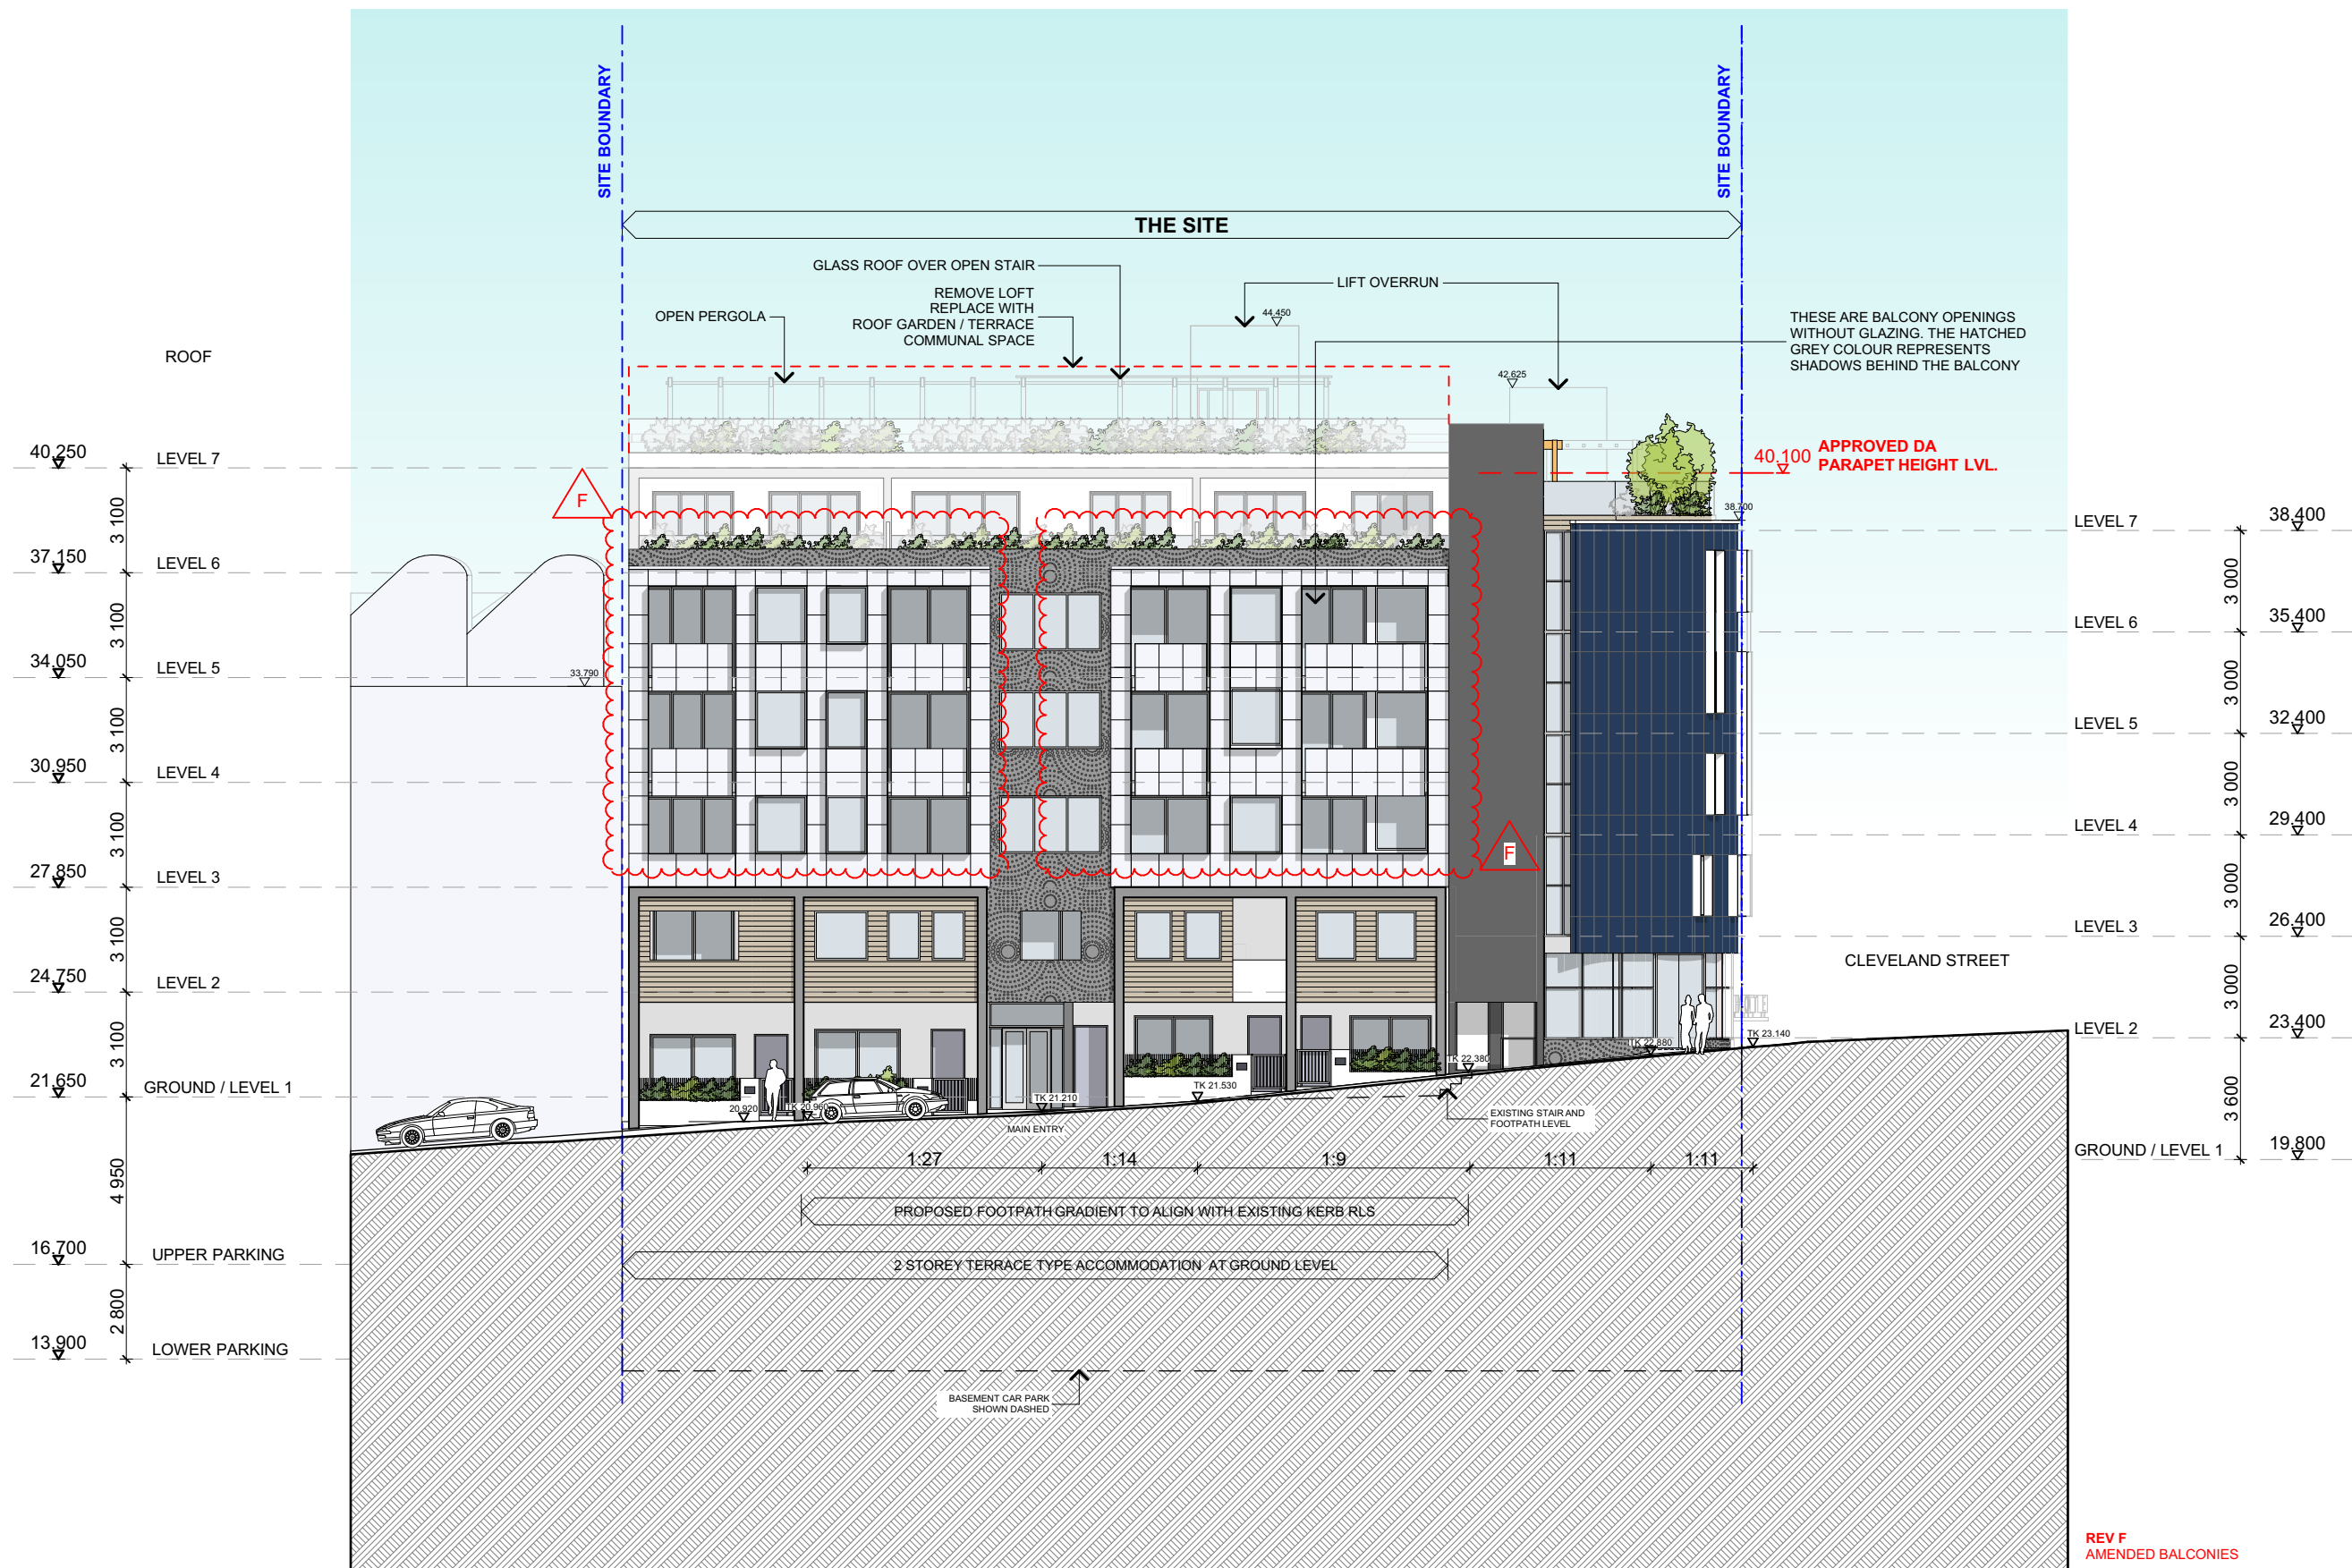 SITE BOUNDARY
SITE BOUNDARY
THE SITE
GLASS ROOF OVER OPEN STAIR
LIFT OVERRUN
REMOVE LOFT
REPLACE WITH
ROOF GARDEN / TERRACE
COMMUNAL SPACE
OPEN PERGOLA
44.450
THESE ARE BALCONY OPENINGS
WITHOUT GLAZING. THE HATCHED
GREY COLOUR REPRESENTS
SHADOWS BEHIND THE BALCONY
ROOF
42.625
40.250
LEVEL 7
40.100
APPROVED DA
PARAPET HEIGHT LVL.
F
38.700
LEVEL 7
38.400
3 100
37.150
LEVEL 6
3 000
3 100
LEVEL 6
35.400
34.050
LEVEL 5
33.790
3 000
3 100
LEVEL 5
32.400
30.950
LEVEL 4
3 000
3 100
LEVEL 4
29.400
F
27.850
LEVEL 3
3 000
3 100
LEVEL 3
26.400
CLEVELAND STREET
24.750
LEVEL 2
3 000
3 100
LEVEL 2
23.400
TK 23.140
TK 22.880
TK 22.380
21.650
GROUND / LEVEL 1
TK 21.530
TK 21.210
20.920
TK 20.960
MAIN ENTRY
EXISTING STAIR AND
FOOTPATH LEVEL
3 600
GROUND / LEVEL 1
19.800
1:27
1:14
1:9
1:11
1:11
4 950
PROPOSED FOOTPATH GRADIENT TO ALIGN WITH EXISTING KERB RLS
16.700
UPPER PARKING
2 STOREY TERRACE TYPE ACCOMMODATION AT GROUND LEVEL
2 800
13.900
LOWER PARKING
BASEMENT CAR PARK
SHOWN DASHED
REV F
AMENDED BALCONIES